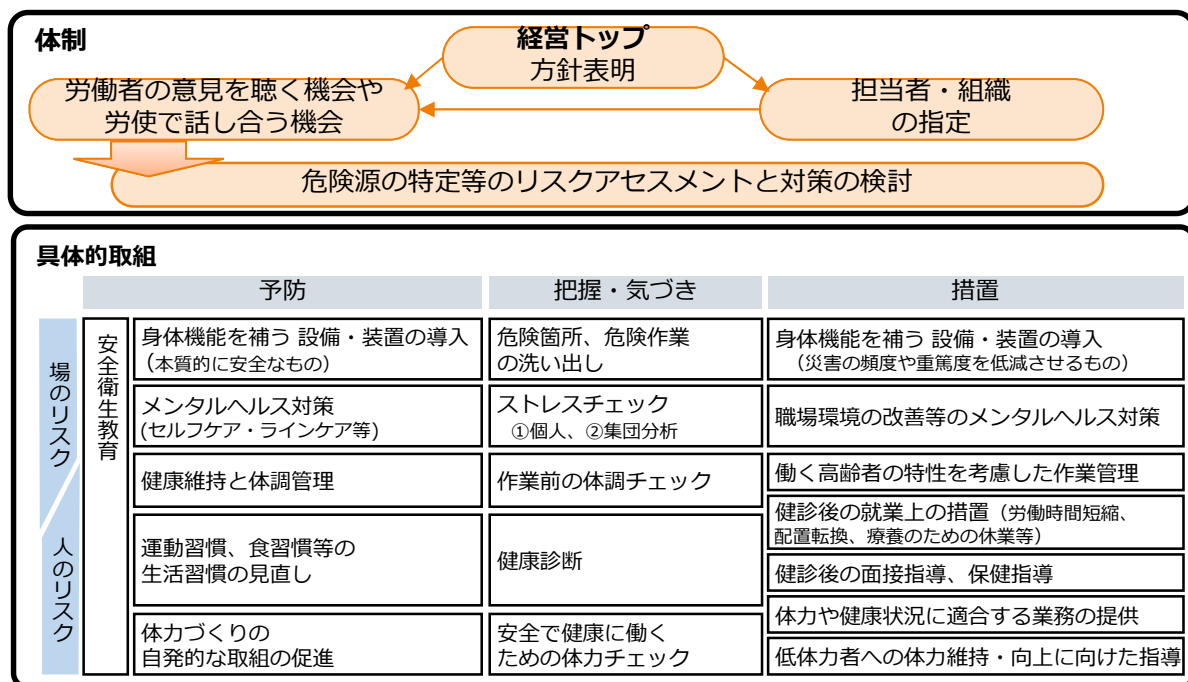 体制
経営トップ
方針表明
労働者の意見を聴く機会や
労使で話し合う機会
担当者・組織
の指定
危険源の特定等のリスクアセスメントと対策の検討
具体的取組
予防
把握・気づき
措置
場のリスク
人のリスク
安全衛生教育
身体機能を補う 設備・装置の導入
（本質的に安全なもの）
危険箇所、危険作業
の洗い出し
身体機能を補う 設備・装置の導入
（災害の頻度や重篤度を低減させるもの）
メンタルヘルス対策
(セルフケア・ラインケア等)
ストレスチェック
①個人、②集団分析
職場環境の改善等のメンタルヘルス対策
健康維持と体調管理
作業前の体調チェック
働く高齢者の特性を考慮した作業管理
運動習慣、食習慣等の
生活習慣の見直し
健康診断
健診後の就業上の措置（労働時間短縮、
配置転換、療養のための休業等）
健診後の面接指導、保健指導
体力づくりの
自発的な取組の促進
安全で健康に働く
ための体力チェック
体力や健康状況に適合する業務の提供
低体力者への体力維持・向上に向けた指導